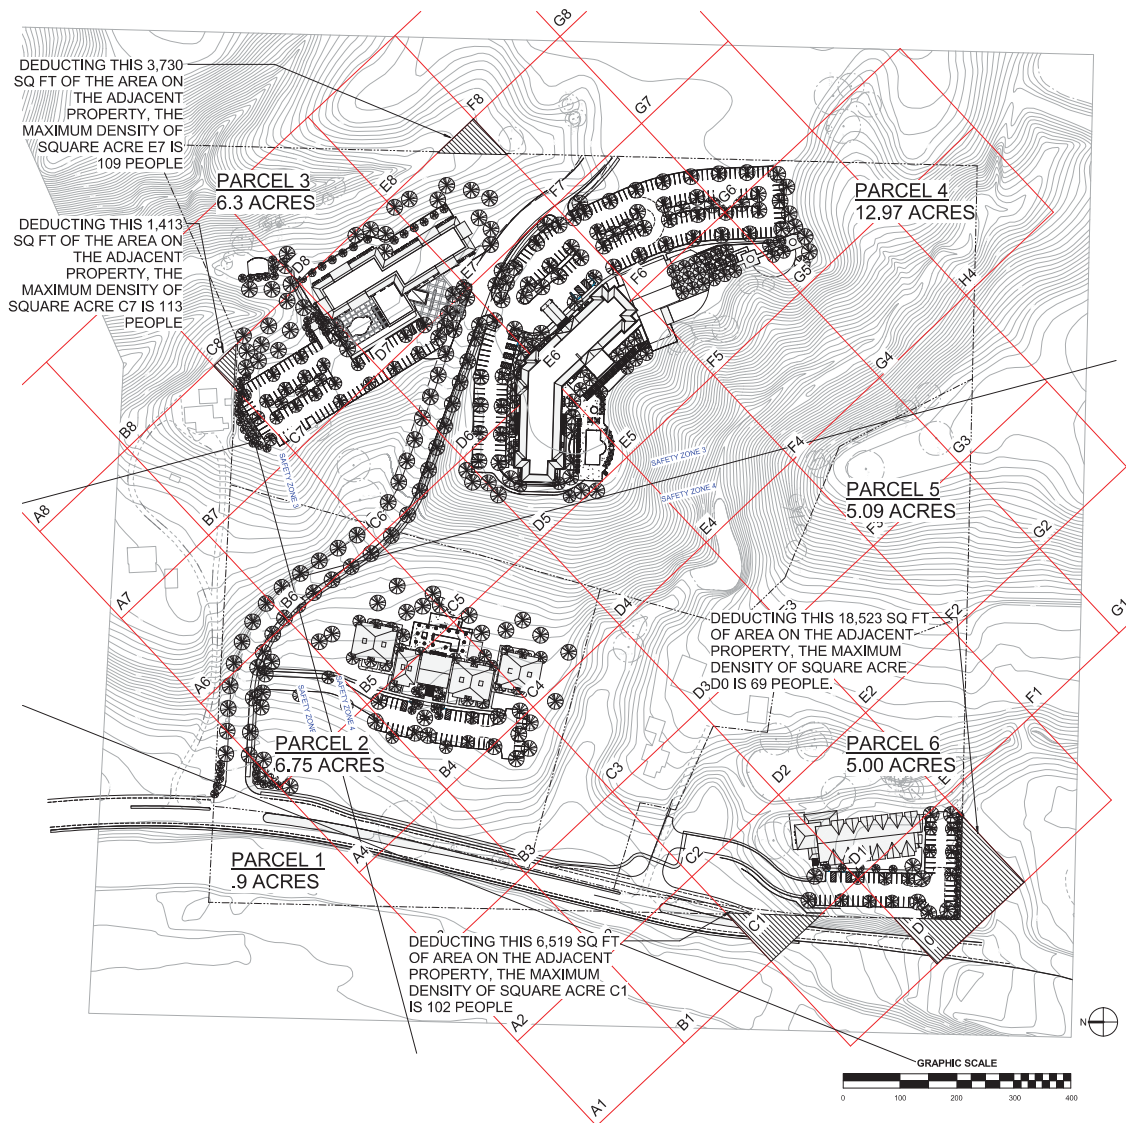 G8
DEDUCTING THIS 3,730
SQ FT OF THE AREA ON
THE ADJACENT
PROPERTY, THE
MAXIMUM DENSITY OF
SQUARE ACRE E7 IS
109 PEOPLE
F8
G7
PARCEL 3
6.3 ACRES
E8
F7
G6
PARCEL 4
12.97 ACRES
DEDUCTING THIS 1,413
SQ FT OF THE AREA ON
THE ADJACENT
PROPERTY, THE
MAXIMUM DENSITY OF
SQUARE ACRE C7 IS 113
PEOPLE
D8
E7
F6
G5
H4
C8
D7
E6
F5
G4
B8
C7
D6
E5
F4
G3
SAFETY ZONE 3
SAFETY ZONE 3
SAFETY ZONE 4
PARCEL 5
5.09 ACRES
A8
B7
C6
D5
E4
F3
G2
A7
B6
C5
D4
F2
G1
DEDUCTING THIS 18,523 SQ FT
OF AREA ON THE ADJACENT
PROPERTY, THE MAXIMUM
DENSITY OF SQUARE ACRE
D0 IS 69 PEOPLE.
A6
B5
C4
D3
E2
F1
SAFETY ZONE
SAFETY ZONE 4
PARCEL 2
6.75 ACRES
B4
C3
D2
PARCEL 6
5.00 ACRES
PARCEL 1
.9 ACRES
A4
B3
C2
D1
C1
DEDUCTING THIS 6,519 SQ FT
OF AREA ON THE ADJACENT
PROPERTY, THE MAXIMUM
DENSITY OF SQUARE ACRE C1
IS 102 PEOPLE
A2
B1
A1
N
GRAPHIC SCALE
0 100 200 300 400